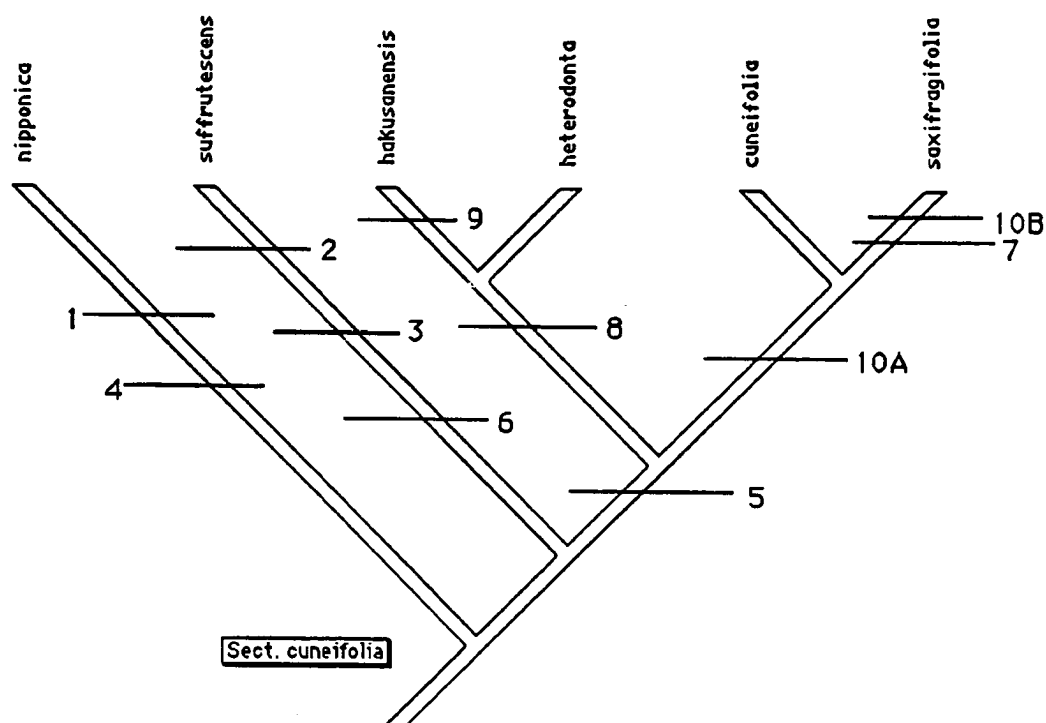 nipponica
suffrutescens
hakusanensis
heterodonta
cuneifolia
saxifragifolia
9
10B
2
7
1
3
8
10A
4
6
5
Sect. cuneifolia